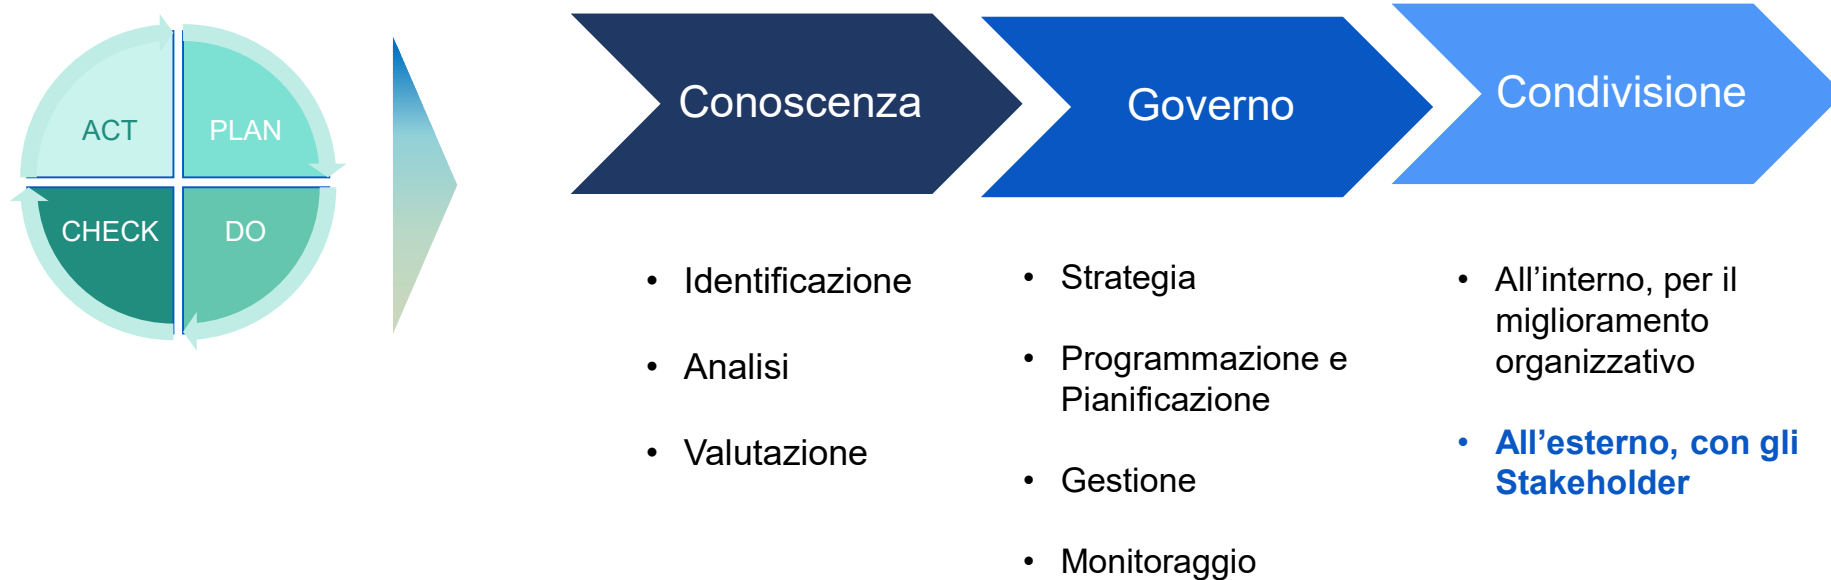 ACT
PLAN
CHECK
DO
Conoscenza
Governo
Condivisione
• Identificazione
• Analisi
• Valutazione
• Strategia
• Programmazione e
Pianificazione
• Gestione
• Monitoraggio
• All’interno, per il
miglioramento
organizzativo
• All’esterno, con gli
Stakeholder